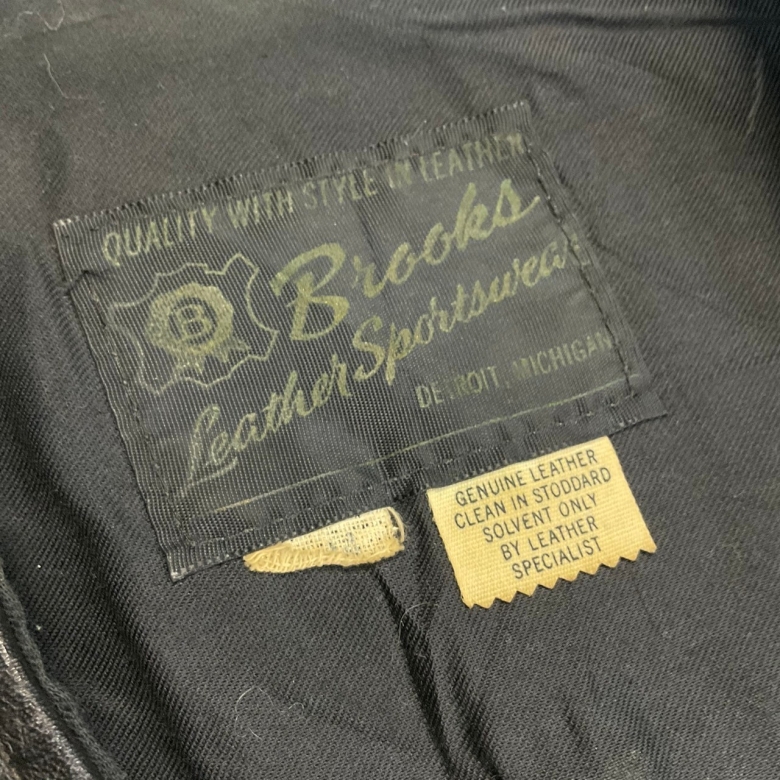 QUALITY WITH STYLE IN LEATHER
B
Brooks
Leather Sportswear
DETROIT, MICHIGAN
GENUINE LEATHER
CLEAN IN STODDARD
SOLVENT ONLY
BY LEATHER
SPECIALIST